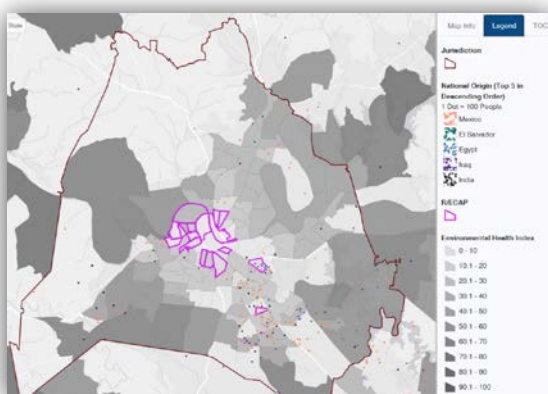 Map Info Legend TOC
Jurisdiction
National Origin (Top 5 in
Descending Order)
1 Dot = 100 People
Mexico
El Salvador
Egypt
Iraq
India
R/ECAP
Environmental Health Index
0 - 10
10.1 - 20
20.1 - 30
30.1 - 40
40.1 - 50
50.1 - 60
60.1 - 70
70.1 - 80
80.1 - 90
90.1 - 100